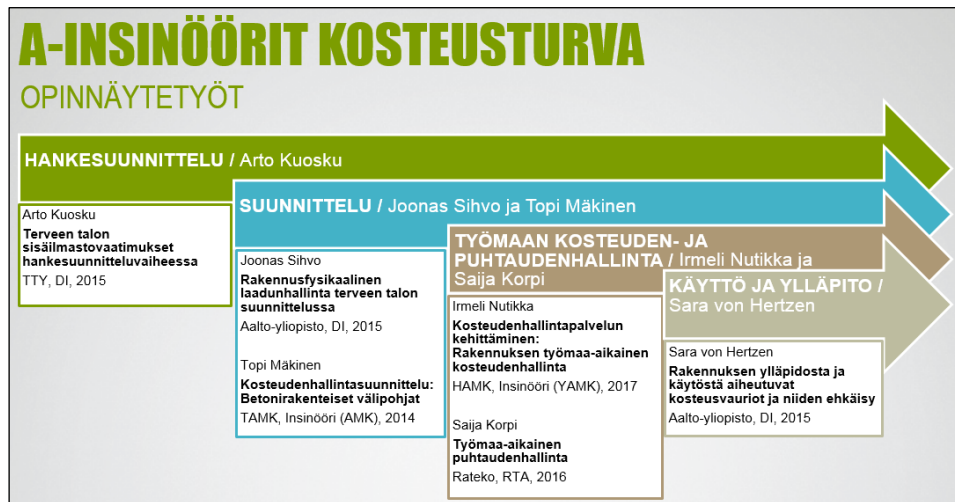 A-INSINÖÖRIT KOSTEUSTURVA
OPINNÄYTETYÖT
HANKESUUNNITTELU / Arto Kuosku
Arto Kuosku
Terveen talon
sisäilmastovaatimukset
hankesuunnitteluvaiheessa
TTY, DI, 2015
SUUNNITTELU / Joonas Sihvo ja Topi Mäkinen
Joonas Sihvo
Rakennusfysikaalinen
laadunhallinta terveen talon
suunnittelussa
Aalto-yliopisto, DI, 2015
Topi Mäkinen
Kosteudenhallintasuunnittelu:
Betonirakenteiset välipohjat
TAMK, Insinööri (AMK), 2014
TYÖMAAN KOSTEUDEN- JA
PUHTAUDENHALLINTA / Irmeli Nutikka ja
Saija Korpi
Irmeli Nutikka
Kosteudenhallintapalvelun
kehittäminen:
Rakennuksen työmaa-aikainen
kosteudenhallinta
HAMK, Insinööri (YAMK), 2017
Saija Korpi
Työmaa-aikainen
puhtaudenhallinta
Rateko, RTA, 2016
KÄYTTÖ JA YLLÄPITO /
Sara von Hertzen
Sara von Hertzen
Rakennuksen ylläpidosta ja
käytöstä aiheutuvat
kosteusvauriot ja niiden ehkäisy
Aalto-yliopisto, DI, 2015